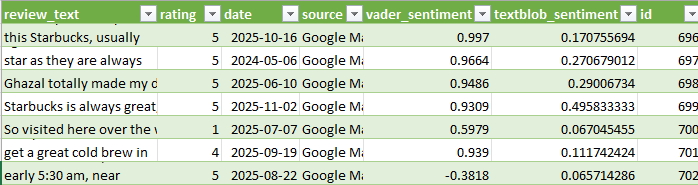 review_text rating date source vader_sentiment textblob_sentiment id
this Starbucks, usually 5 2025-10-16 Google Ma 0.997 0.170755694 696
star as they are always 5 2024-05-06 Google Ma 0.9664 0.270679012 697
Ghazal totally made my d 5 2025-06-10 Google Ma 0.9486 0.29006734 698
Starbucks is always great, 5 2025-11-02 Google Ma 0.9309 0.495833333 699
So visited here over the w 1 2025-07-07 Google Ma 0.5979 0.067045455 700
get a great cold brew in 4 2025-09-19 Google Ma 0.939 0.111742424 701
early 5:30 am, near 5 2025-08-22 Google Ma -0.3818 0.065714286 702